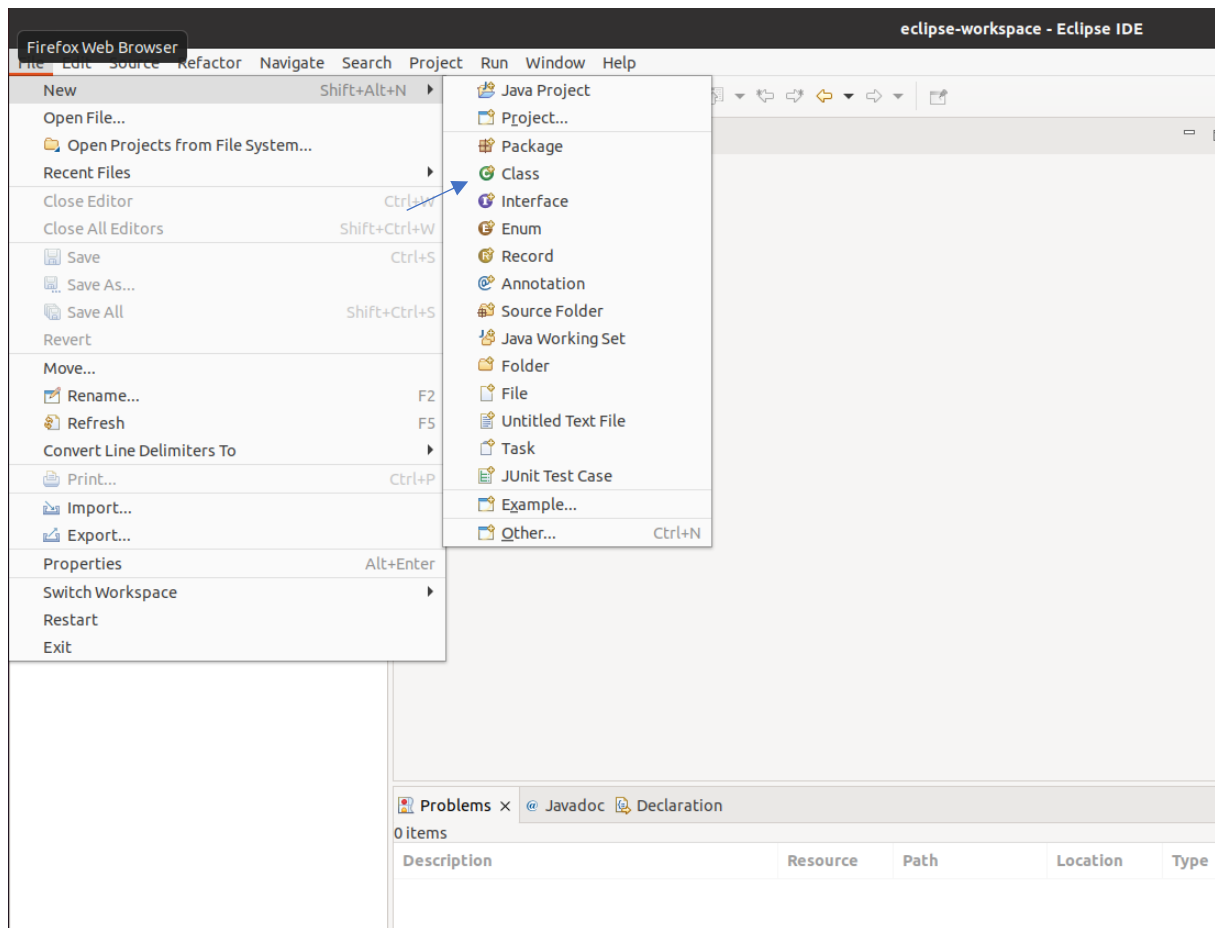 eclipse-workspace - Eclipse IDE
Firefox Web Browser
File Edit Source Refactor Navigate Search Project Run Window Help
New Shift+Alt+N
Open File...
Open Projects from File System...
Recent Files
Close Editor Ctrl+W
Close All Editors Shift+Ctrl+W
Save Ctrl+S
Save As...
Save All Shift+Ctrl+S
Revert
Move...
Rename... F2
Refresh F5
Convert Line Delimiters To
Print... Ctrl+P
Import...
Export...
Properties Alt+Enter
Switch Workspace
Restart
Exit
Java Project
Project...
Package
Class
Interface
Enum
Record
Annotation
Source Folder
Java Working Set
Folder
File
Untitled Text File
Task
JUnit Test Case
Example...
Other... Ctrl+N
Problems × @ Javadoc Declaration
0 items
Description Resource Path Location Type